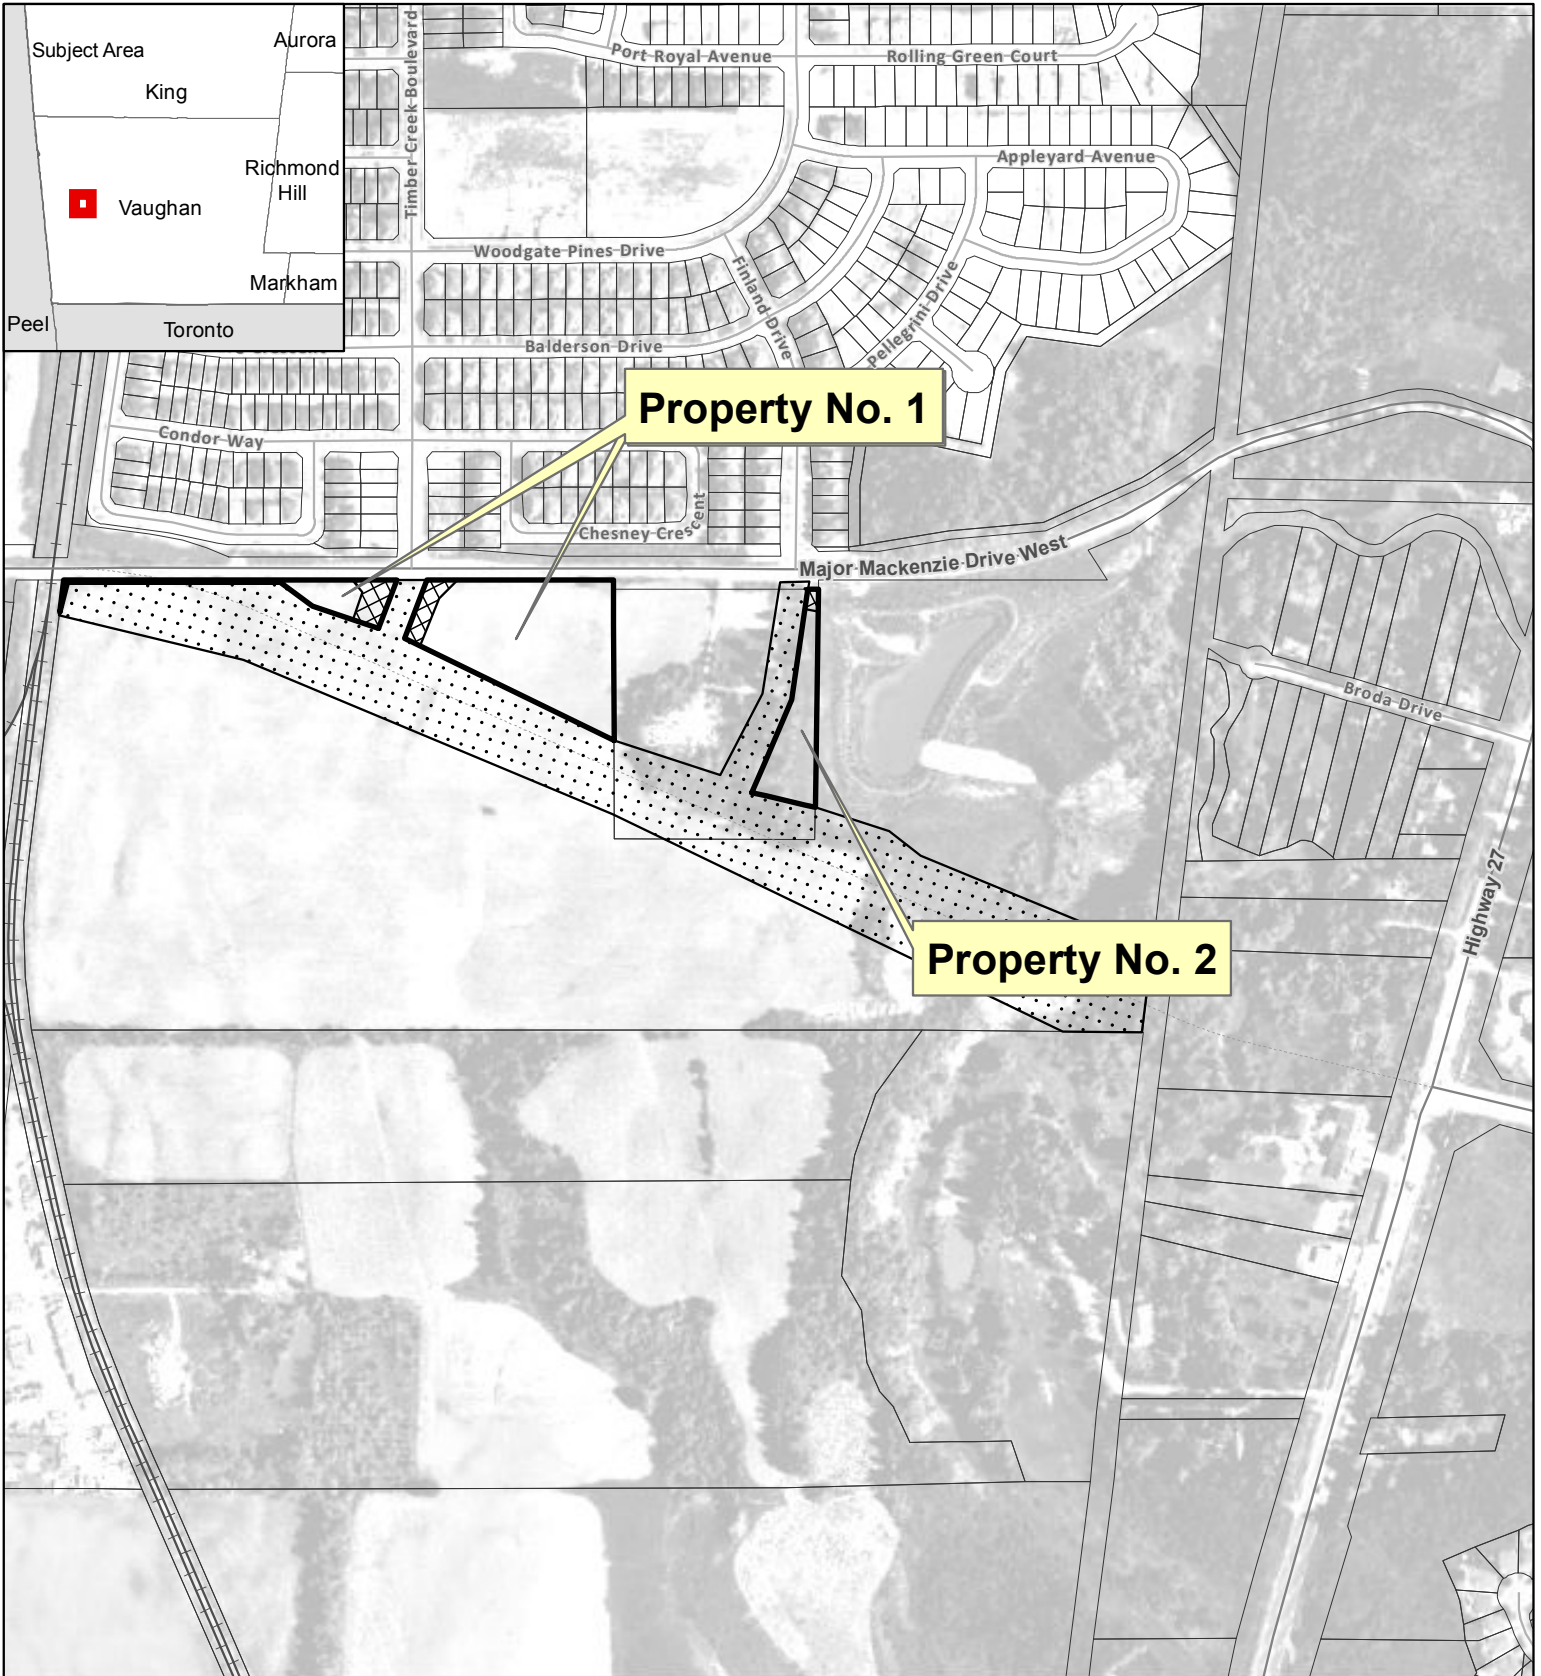 Subject Area
Aurora
King
Richmond
Hill
Vaughan
Markham
Peel
Toronto
Timber Creek Boulevard
Port Royal Avenue
Rolling Green Court
Appleyard Avenue
Woodgate Pines Drive
Finland Drive
Pellegrini Drive
Balderson Drive
Property No. 1
Condor Way
Chesney Crescent
Major Mackenzie Drive West
Broda Drive
Highway 27
Property No. 2